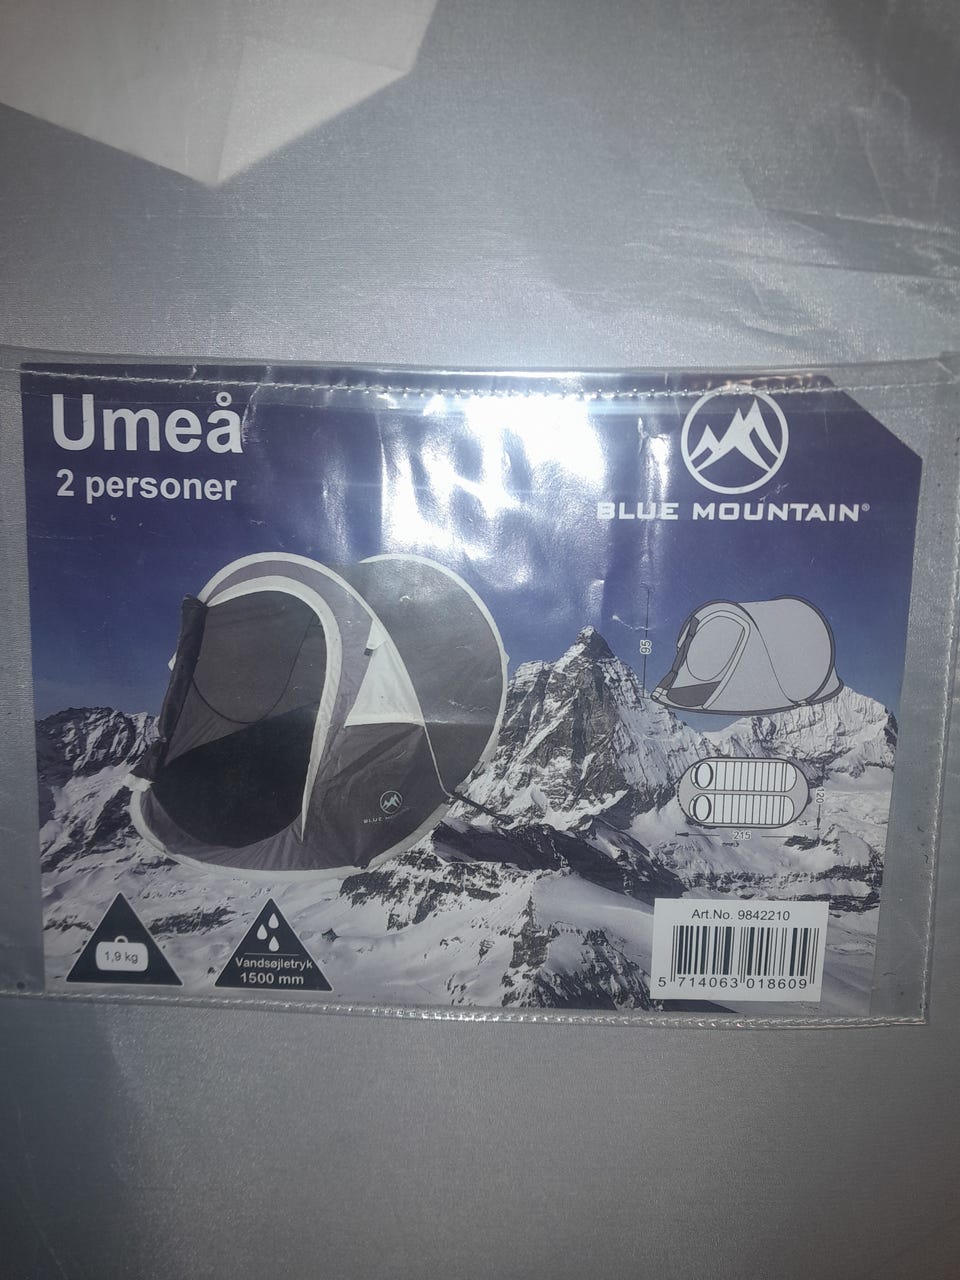 Umeå
2 personer
BLUE MOUNTAIN®
95
120
215
1,9 kg
Vandsøjletryk
1500 mm
Art.No. 9842210
5 714063 018609